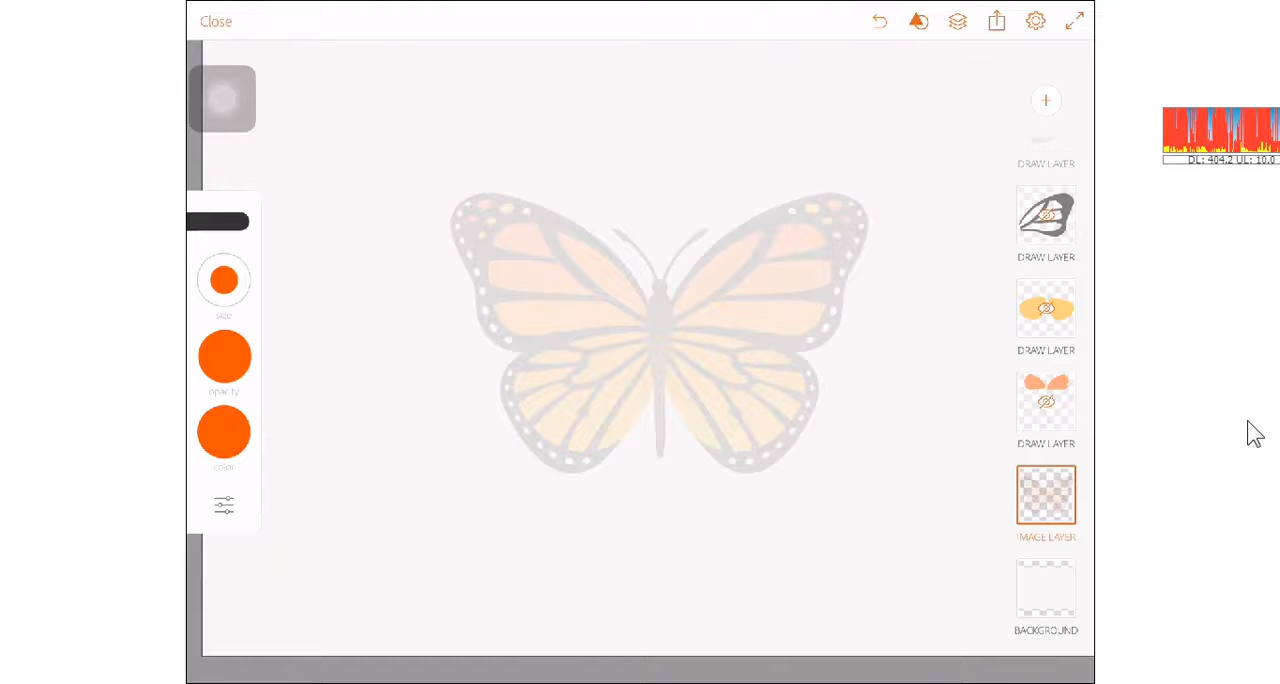 Close
DRAW LAYER
DRAW LAYER
DRAW LAYER
DRAW LAYER
IMAGE LAYER
BACKGROUND
size
opacity
color
DL: 404.2 UL: 10.0